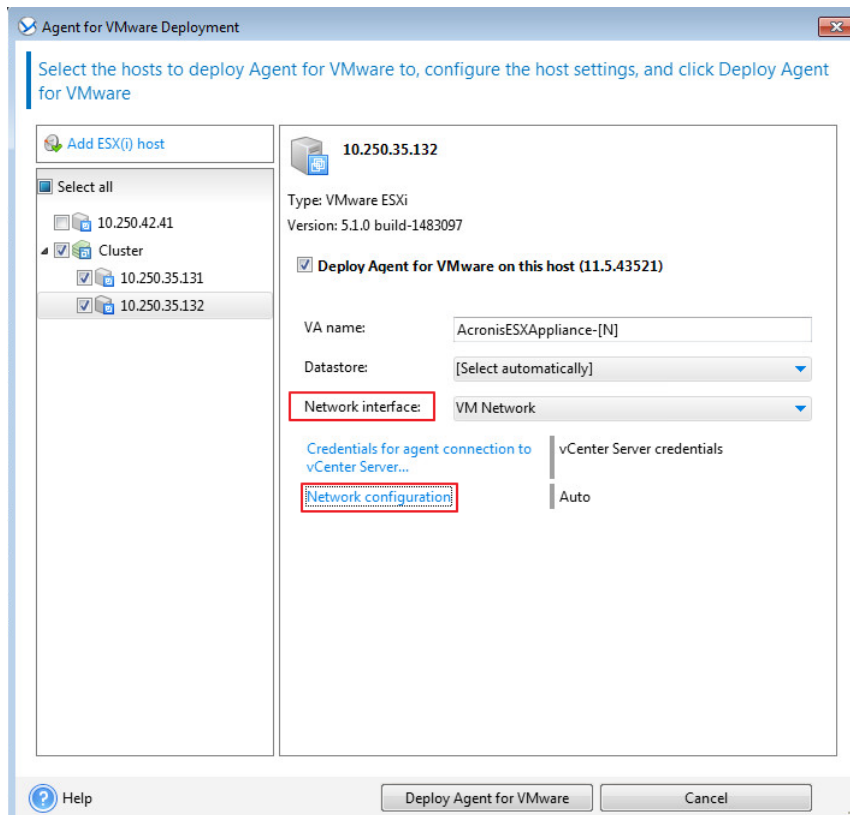 Agent for VMware Deployment
Select the hosts to deploy Agent for VMware to, configure the host settings, and click Deploy Agent
for VMware
Add ESX(i) host
Select all
10.250.42.41
Cluster
10.250.35.131
10.250.35.132
10.250.35.132
Type: VMware ESXi
Version: 5.1.0 build-1483097
Deploy Agent for VMware on this host (11.5.43521)
VA name:
AcronisESXAppliance-[N]
Datastore:
[Select automatically]
Network interface:
VM Network
Credentials for agent connection to
vCenter Server...
vCenter Server credentials
Network configuration
Auto
Help
Deploy Agent for VMware
Cancel